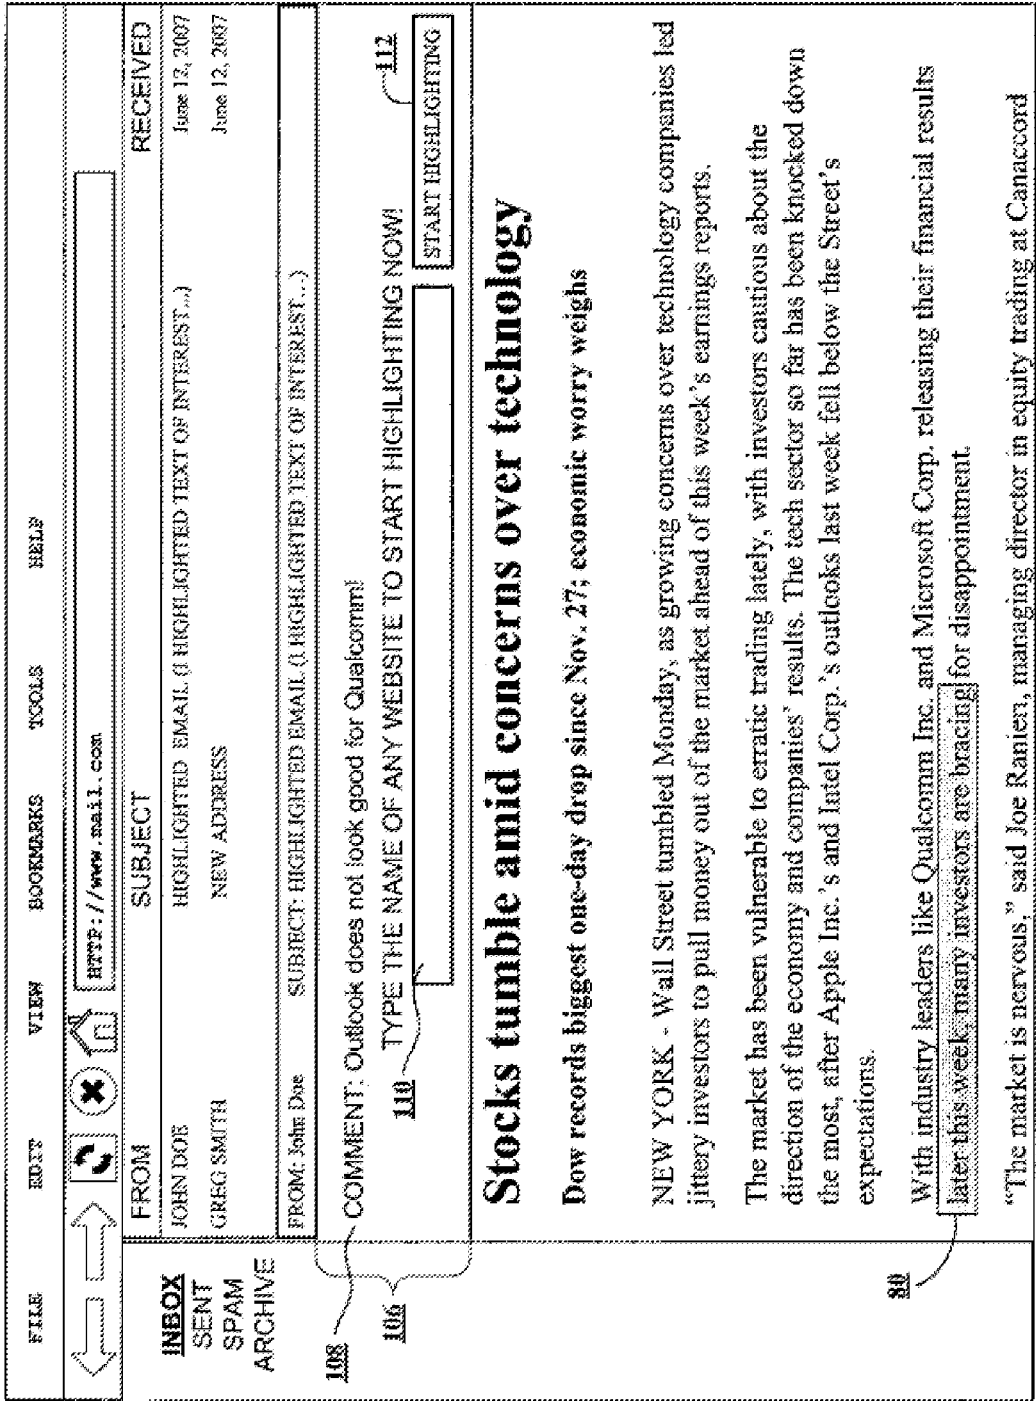 FILE EDIT VIEW BOOKMARKS TOOLS HELP
HTTP://www.mail.com
FROM SUBJECT RECEIVED
JOHN DOE HIGHLIGHTED EMAIL (1 HIGHLIGHTED TEXT OF INTEREST...) June 12, 2007
GREG SMITH NEW ADDRESS June 12, 2007
INBOX
SENT
SPAM
ARCHIVE
FROM: John Doe SUBJECT: HIGHLIGHTED EMAIL (1 HIGHLIGHTED TEXT OF INTEREST...)
108
COMMENT: Outlook does not look good for Qualcomm!
106
TYPE THE NAME OF ANY WEBSITE TO START HIGHLIGHTING NOW!
110
START HIGHLIGHTING
112
Stocks tumble amid concerns over technology
Dow records biggest one-day drop since Nov. 27; economic worry weighs
NEW YORK - Wall Street tumbled Monday, as growing concerns over technology companies led
jittery investors to pull money out of the market ahead of this week's earnings reports.
The market has been vulnerable to erratic trading lately, with investors cautious about the
direction of the economy and companies' results. The tech sector so far has been knocked down
the most, after Apple Inc.'s and Intel Corp.'s outlooks last week fell below the Street's
expectations.
With industry leaders like Qualcomm Inc. and Microsoft Corp. releasing their financial results
later this week, many investors are bracing for disappointment.
80
“The market is nervous,” said Joe Ranien, managing director in equity trading at Canaccord